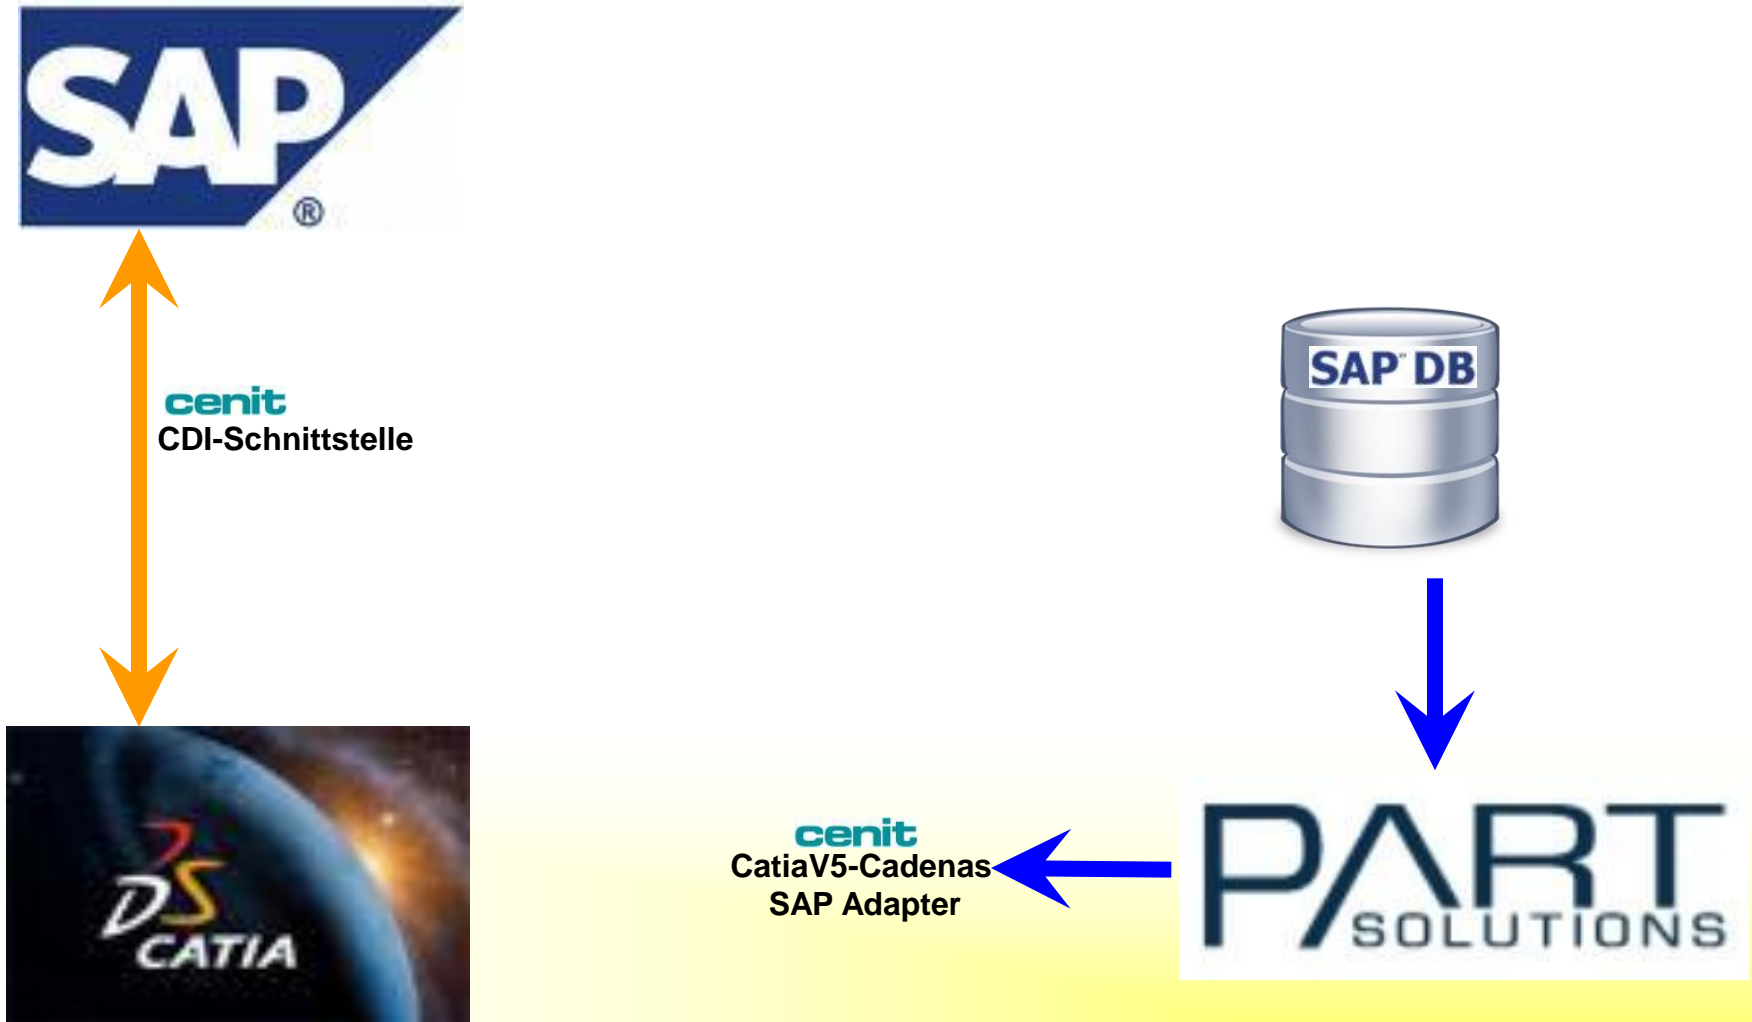 SAP
®
cenit
CDI-Schnittstelle
SAP DB
DS
CATIA
cenit
CatiaV5-Cadenas
SAP Adapter
PART
SOLUTIONS